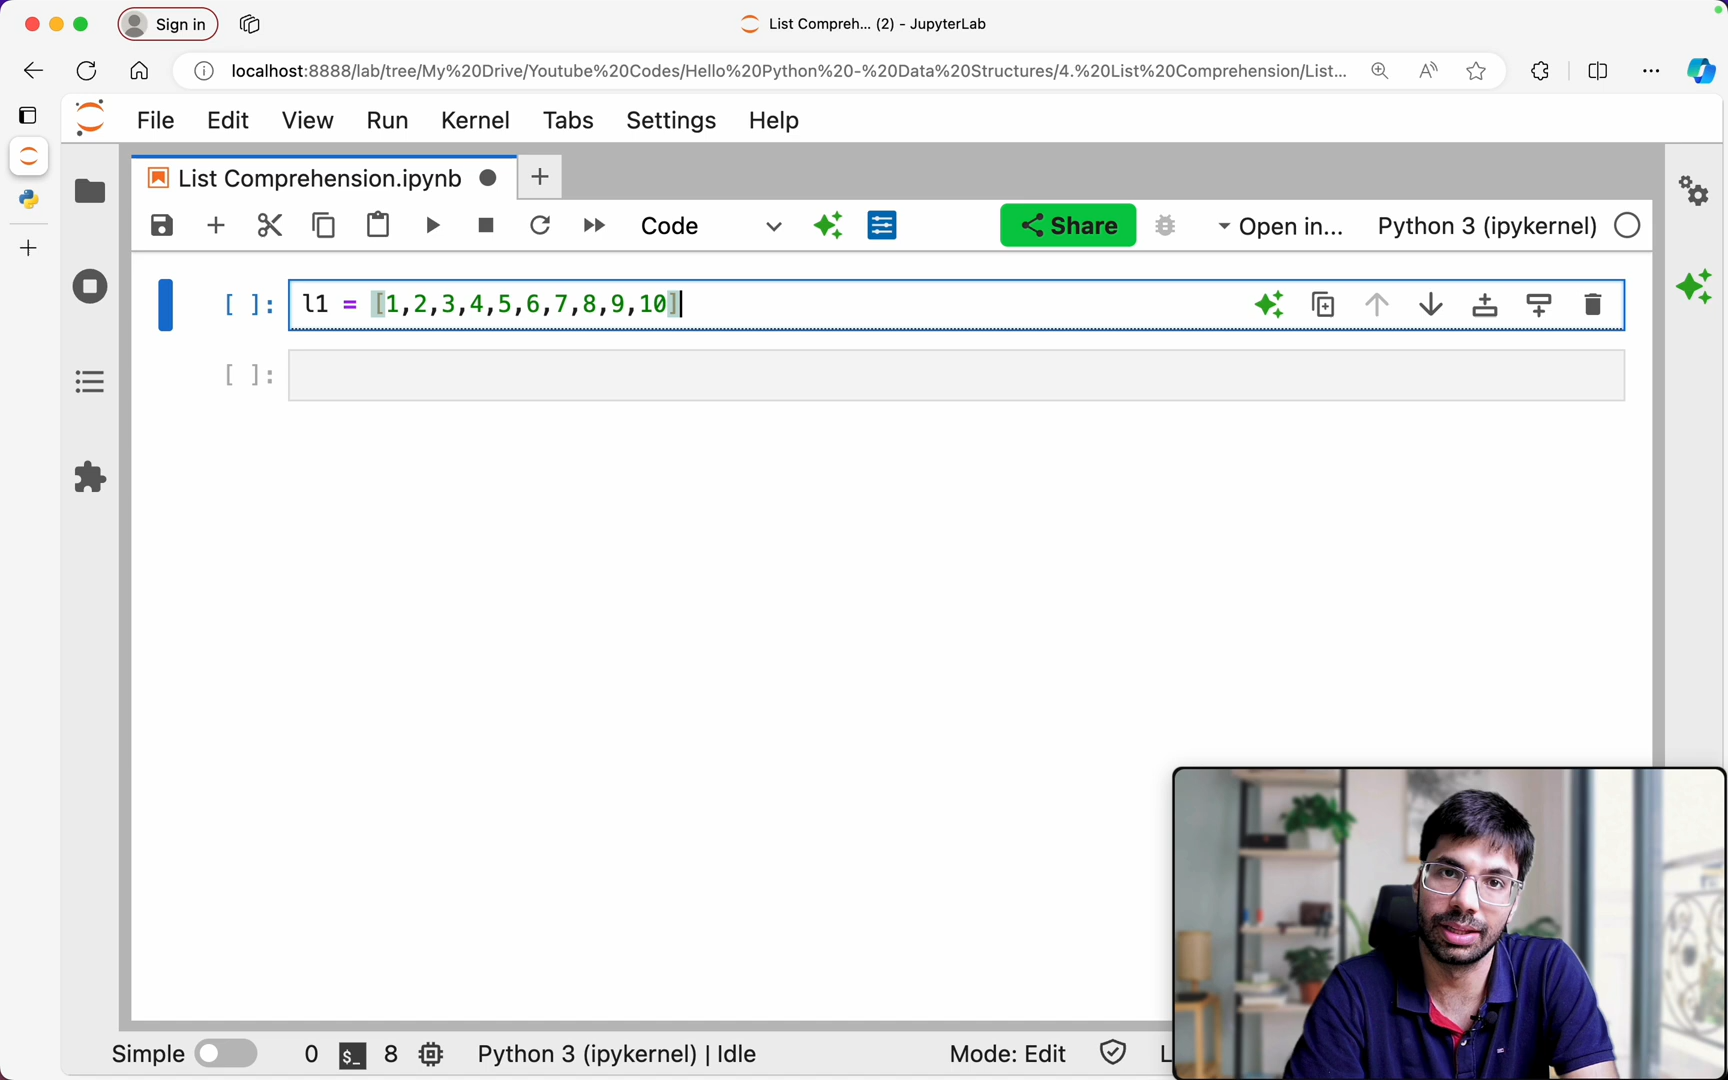 Sign in
List Compreh... (2) - JupyterLab
localhost:8888/lab/tree/My%20Drive/Youtube%20Codes/Hello%20Python%20-%20Data%20Structures/4.%20List%20Comprehension/List...
File Edit View Run Kernel Tabs Settings Help
List Comprehension.ipynb
Code
Share
Open in...
Python 3 (ipykernel)
[ ]: l1 = [1,2,3,4,5,6,7,8,9,10]
[ ]:
Simple 0 $_ 8 Python 3 (ipykernel) | Idle Mode: Edit L